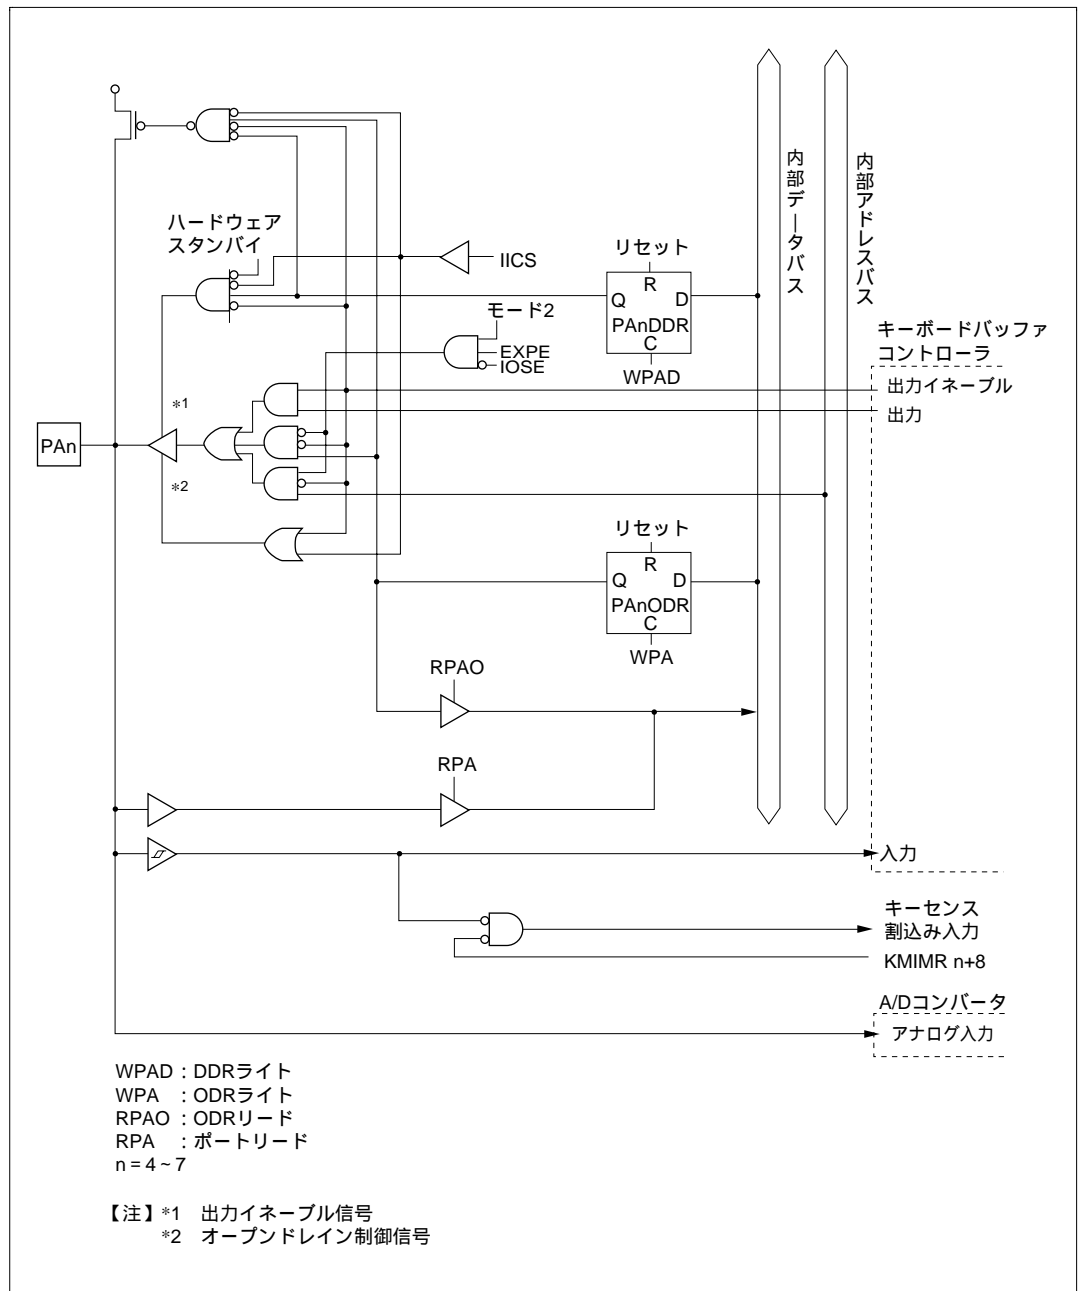 ハードウェア
スタンバイ
IICS
リセット
R
Q
D
PAnDDR
C
WPAD
モード2
EXPE
IOSE
内部データバス
内部アドレスバス
キーボードバッファ
コントローラ
出力イネーブル
出力
*1
PAn
*2
リセット
R
Q
D
PAnODR
C
WPA
RPAO
RPA
入力
キーセンス
割込み入力
KMIMR n+8
A/Dコンバータ
アナログ入力
WPAD : DDRライト
WPA : ODRライト
RPAO : ODRリード
RPA : ポートリード
n = 4 ~ 7
【注】*1 出力イネーブル信号
*2 オープンドレイン制御信号